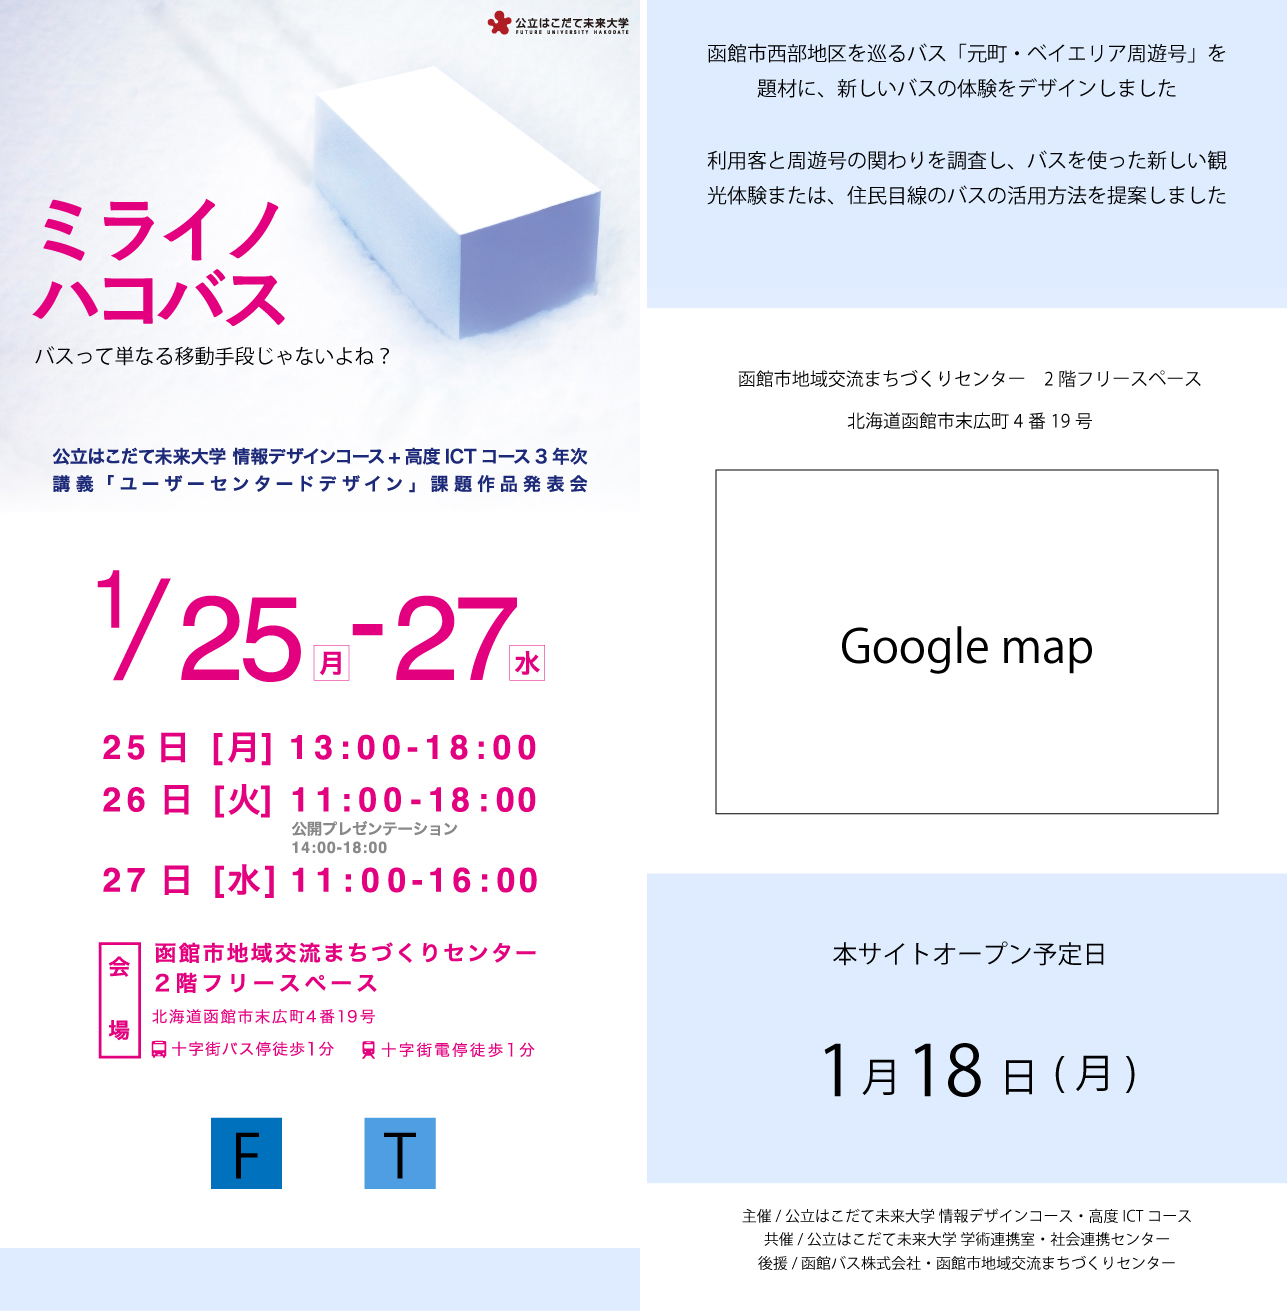 公立はこだて未来大学
FUTURE UNIVERSITY HAKODATE
ミライノ
ハコバス
バスって単なる移動手段じゃないよね？
公立はこだて未来大学 情報デザインコース + 高度 ICT コース 3 年次
講義「ユーザーセンタードデザイン」課題作品発表会
1/25 月 - 27 水
25 日 [月] 13:00-18:00
26 日 [火] 11:00-18:00
公開プレゼンテーション
14:00-18:00
27 日 [水] 11:00-16:00
会場
函館市地域交流まちづくりセンター
2階フリースペース
北海道函館市末広町4番19号
十字街バス停徒歩1分 十字街電停徒歩1分
F T
函館市西部地区を巡るバス「元町・ベイエリア周遊号」を
題材に、新しいバスの体験をデザインしました
利用客と周遊号の関わりを調査し、バスを使った新しい観
光体験または、住民目線のバスの活用方法を提案しました
函館市地域交流まちづくりセンター　2 階フリースペース
北海道函館市末広町 4 番 19 号
Google map
本サイトオープン予定日
1 月 18 日 ( 月 )
主催 / 公立はこだて未来大学 情報デザインコース・高度 ICT コース
共催 / 公立はこだて未来大学 学術連携室・社会連携センター
後援 / 函館バス株式会社・函館市地域交流まちづくりセンター